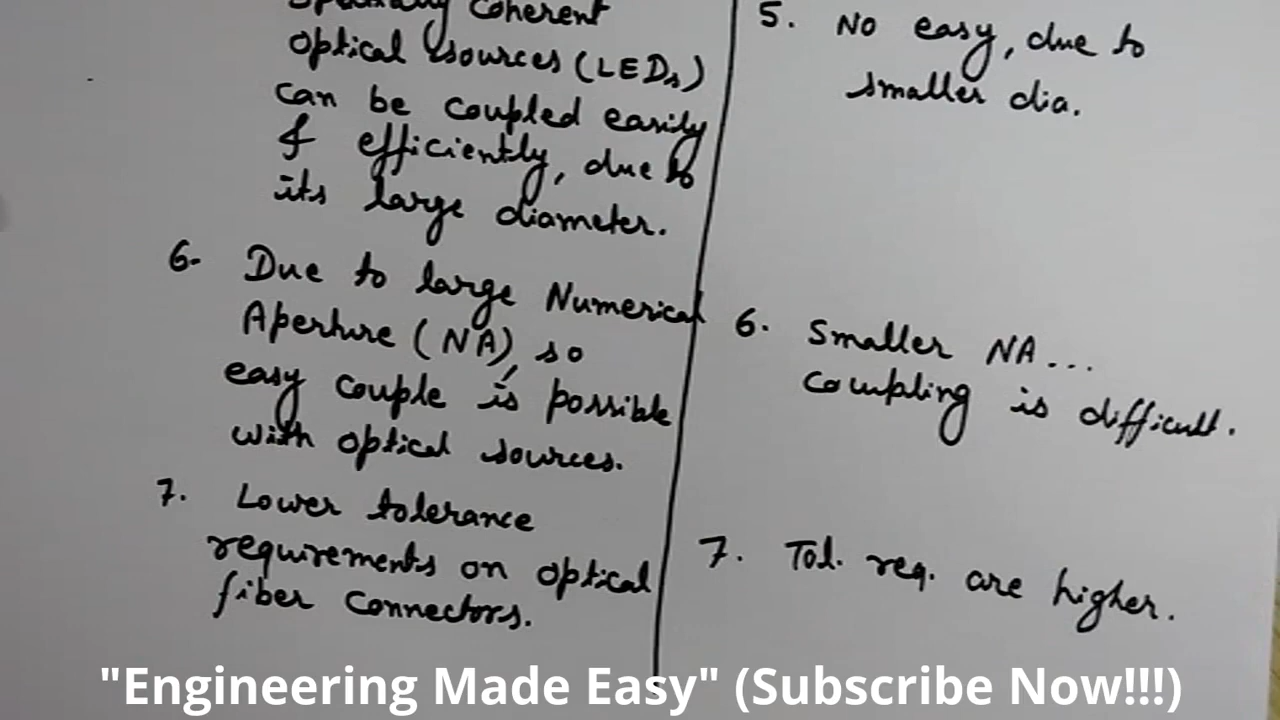 Coherent
optical sources (LEDs)
can be coupled easily
& efficiently, due to
its large diameter.
6. Due to large Numerical
Aperture (NA), so
easy couple is possible
with optical sources.
7. Lower tolerance
requirements on optical
fiber connectors.
5. No easy, due to
smaller dia.
6. Smaller NA...
coupling is difficult.
7. Tol. req. are higher.
"Engineering Made Easy" (Subscribe Now!!!)